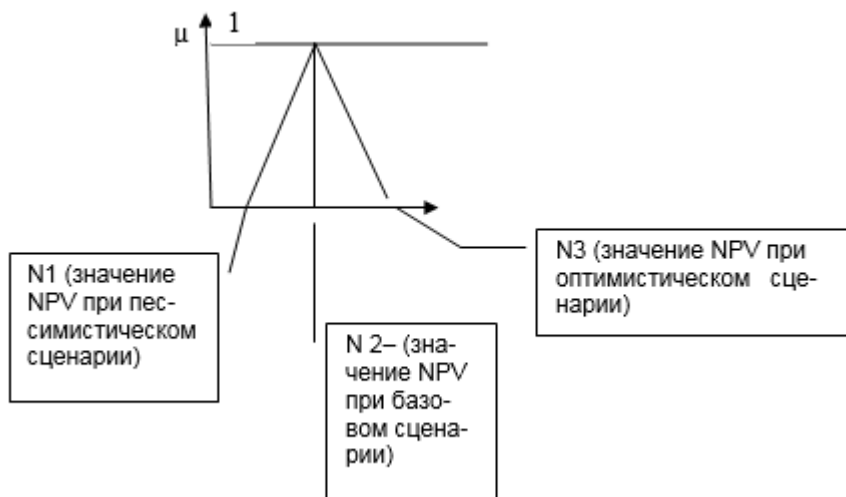 μ 1
N1 (значение
NPV при пес-
симистическом
сценарии)
N 2– (зна-
чение NPV
при базо-
вом сцена-
рии)
N3 (значение NPV при
оптимистическом сце-
нарии)